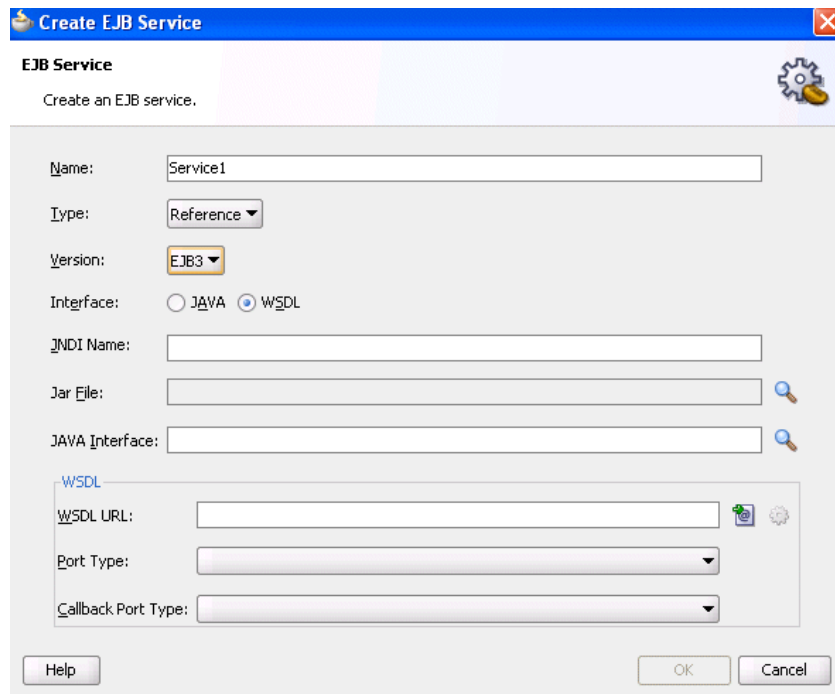 Create EJB Service
EJB Service
Create an EJB service.
Name: Service1
Type: Reference
Version: EJB3
Interface: JAVA WSDL
JNDI Name:
Jar File:
JAVA Interface:
WSDL
WSDL URL:
Port Type:
Callback Port Type:
Help OK Cancel